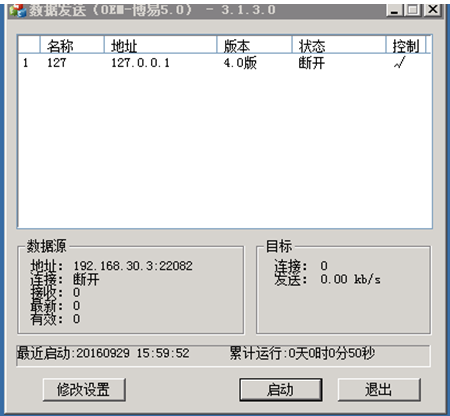 数据发送（OEM-博易5.0） - 3.1.3.0
名称 地址 版本 状态 控制
1 127 127.0.0.1 4.0版 断开 √
数据源
地址: 192.168.30.3:22082
连接: 断开
接收: 0
最新: 0
有效: 0
目标
连接: 0
发送: 0.00 kb/s
最近启动:20160929 15:59:52 累计运行:0天0时0分50秒
修改设置 启动 退出